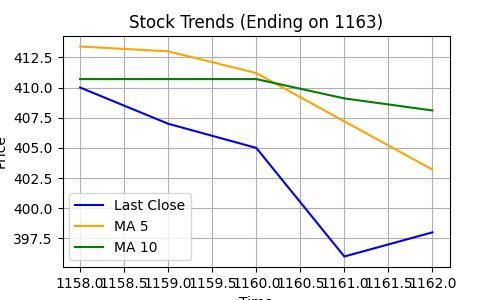 Stock Trends (Ending on 1163)
412.5
410.0
407.5
405.0
402.5
400.0
397.5
Price
Last Close
MA 5
MA 10
1158.0 1158.5 1159.0 1159.5 1160.0 1160.5 1161.0 1161.5 1162.0
Time